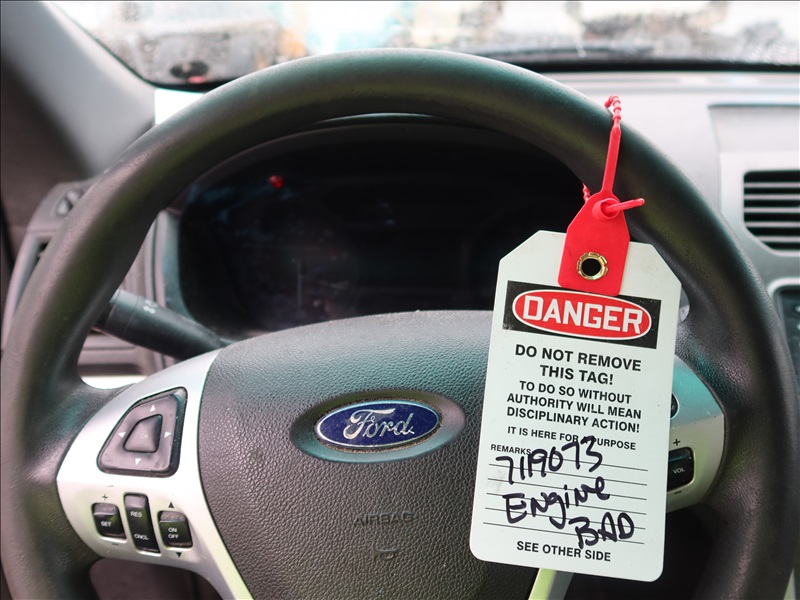 DANGER
DO NOT REMOVE
THIS TAG!
TO DO SO WITHOUT
AUTHORITY WILL MEAN
DISCIPLINARY ACTION!
IT IS HERE FOR PURPOSE
REMARKS
719073
ENgiNe
BAD
SEE OTHER SIDE
Ford
AIRBAG
+
SET
-
RES
CNCL
ON
OFF
+
VOL